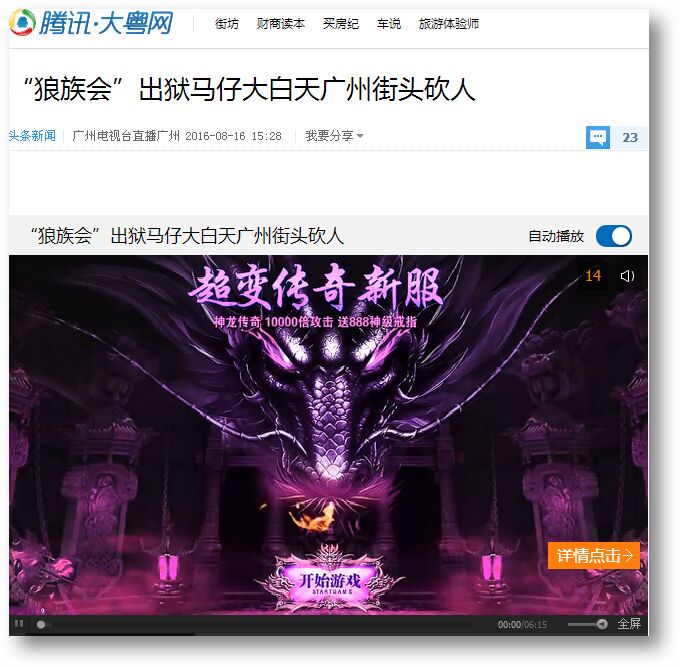 腾讯·大粤网 街坊 财商读本 买房纪 车说 旅游体验师
“狼族会”出狱马仔大白天广州街头砍人
头条新闻 广州电视台直播广州 2016-08-16 15:28 我要分享 23
“狼族会”出狱马仔大白天广州街头砍人 自动播放
14
超变传奇新服
神龙传奇 10000倍攻击 送888神级戒指
详情点击>
开始游戏
STARTGAME
00:00/06:15 全屏